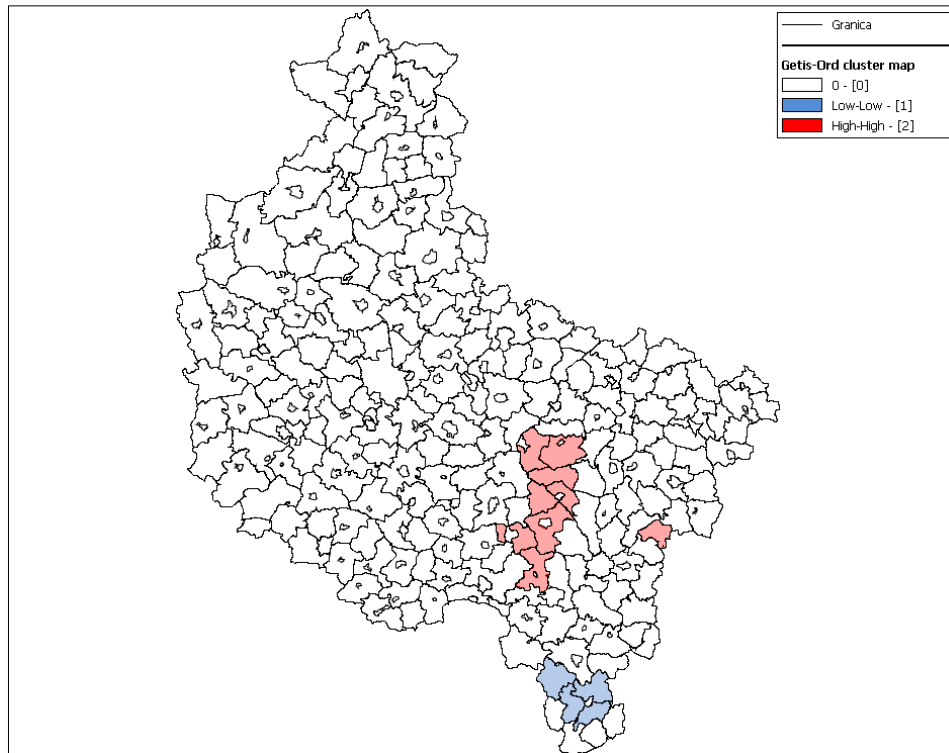 Granica
Getis-Ord cluster map
0 - [0]
Low-Low - [1]
High-High - [2]